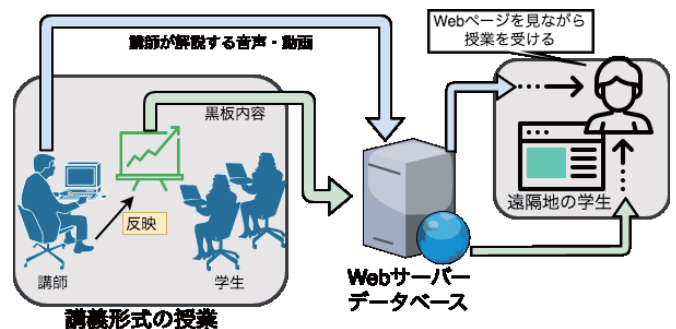 Webページを見ながら
授業を受ける
講師が解説する音声・動画
黒板内容
反映
講師
学生
遠隔地の学生
Webサーバー
データベース
講義形式の授業